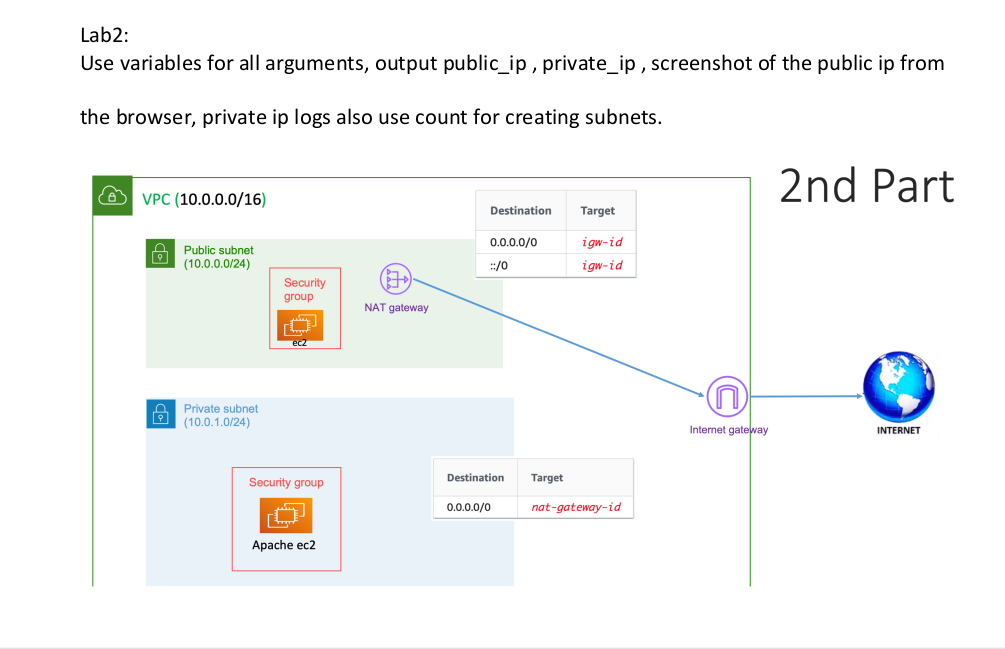 Lab2:
Use variables for all arguments, output public_ip , private_ip , screenshot of the public ip from
the browser, private ip logs also use count for creating subnets.
2nd Part
VPC (10.0.0.0/16)
Destination Target
0.0.0.0/0 igw-id
::/0 igw-id
Public subnet
(10.0.0.0/24)
Security
group
ec2
NAT gateway
Internet gateway
INTERNET
Private subnet
(10.0.1.0/24)
Security group
Apache ec2
Destination Target
0.0.0.0/0 nat-gateway-id